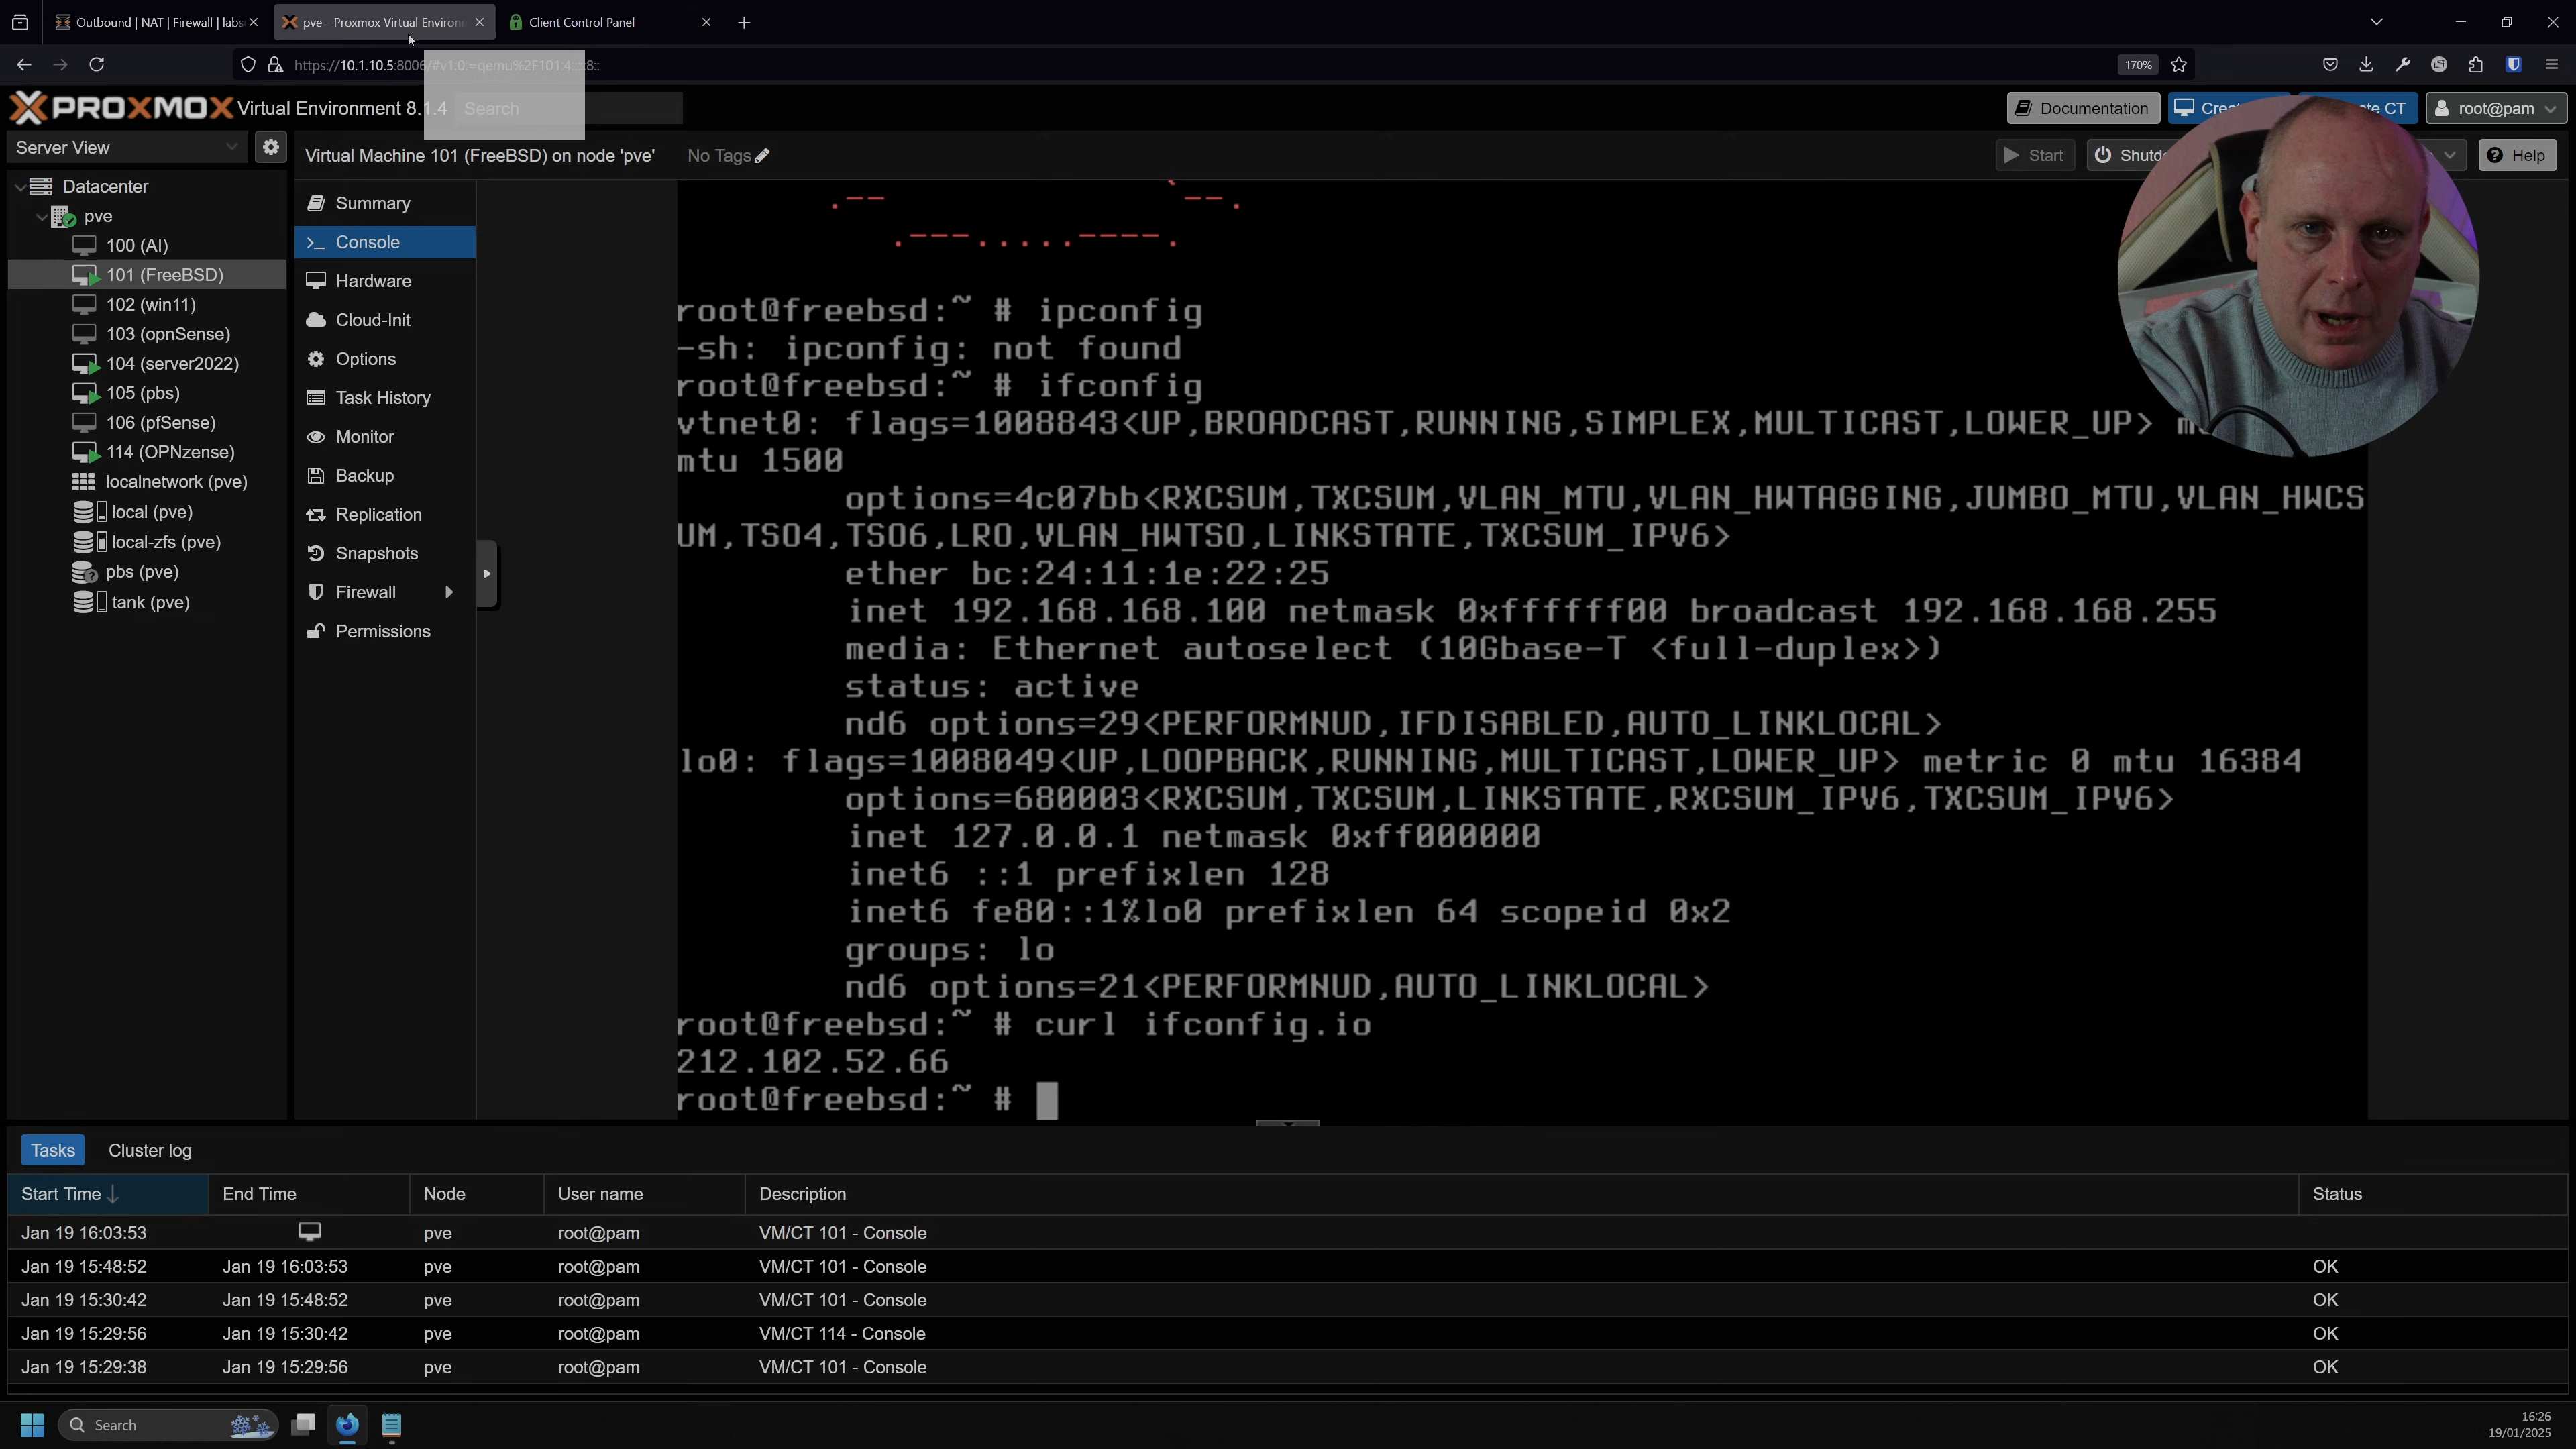 Outbound | NAT | Firewall | labs
pve - Proxmox Virtual Environ
Client Control Panel
https://10.1.10.5:8006/#v1:0:=qemu%2F101:4:::::8::
170%
PROXMOX Virtual Environment 8.1.4
Search
Documentation
root@pam
Server View
Virtual Machine 101 (FreeBSD) on node 'pve'
No Tags
Start
Help
Datacenter
pve
100 (AI)
101 (FreeBSD)
102 (win11)
103 (opnSense)
104 (server2022)
105 (pbs)
106 (pfSense)
114 (OPNzense)
localnetwork (pve)
local (pve)
local-zfs (pve)
pbs (pve)
tank (pve)
Summary
Console
Hardware
Cloud-Init
Options
Task History
Monitor
Backup
Replication
Snapshots
Firewall
Permissions
root@freebsd:~ # ipconfig
-sh: ipconfig: not found
root@freebsd:~ # ifconfig
vtnet0: flags=1008843<UP,BROADCAST,RUNNING,SIMPLEX,MULTICAST,LOWER_UP>
mtu 1500
options=4c07bb<RXCSUM,TXCSUM,VLAN_MTU,VLAN_HWTAGGING,JUMBO_MTU,VLAN_HWCS
UM,TSO4,TSO6,LRO,VLAN_HWTSO,LINKSTATE,TXCSUM_IPV6>
ether bc:24:11:1e:22:25
inet 192.168.168.100 netmask 0xffffff00 broadcast 192.168.168.255
media: Ethernet autoselect (10Gbase-T <full-duplex>)
status: active
nd6 options=29<PERFORMNUD,IFDISABLED,AUTO_LINKLOCAL>
lo0: flags=1008049<UP,LOOPBACK,RUNNING,MULTICAST,LOWER_UP> metric 0 mtu 16384
options=680003<RXCSUM,TXCSUM,LINKSTATE,RXCSUM_IPV6,TXCSUM_IPV6>
inet 127.0.0.1 netmask 0xff000000
inet6 ::1 prefixlen 128
inet6 fe80::1%lo0 prefixlen 64 scopeid 0x2
groups: lo
nd6 options=21<PERFORMNUD,AUTO_LINKLOCAL>
root@freebsd:~ # curl ifconfig.io
212.102.52.66
root@freebsd:~ #
Tasks
Cluster log
Start Time End Time Node User name Description Status
Jan 19 16:03:53 pve root@pam VM/CT 101 - Console
Jan 19 15:48:52 Jan 19 16:03:53 pve root@pam VM/CT 101 - Console OK
Jan 19 15:30:42 Jan 19 15:48:52 pve root@pam VM/CT 101 - Console OK
Jan 19 15:29:56 Jan 19 15:30:42 pve root@pam VM/CT 114 - Console OK
Jan 19 15:29:38 Jan 19 15:29:56 pve root@pam VM/CT 101 - Console OK
Search
16:26
19/01/2025